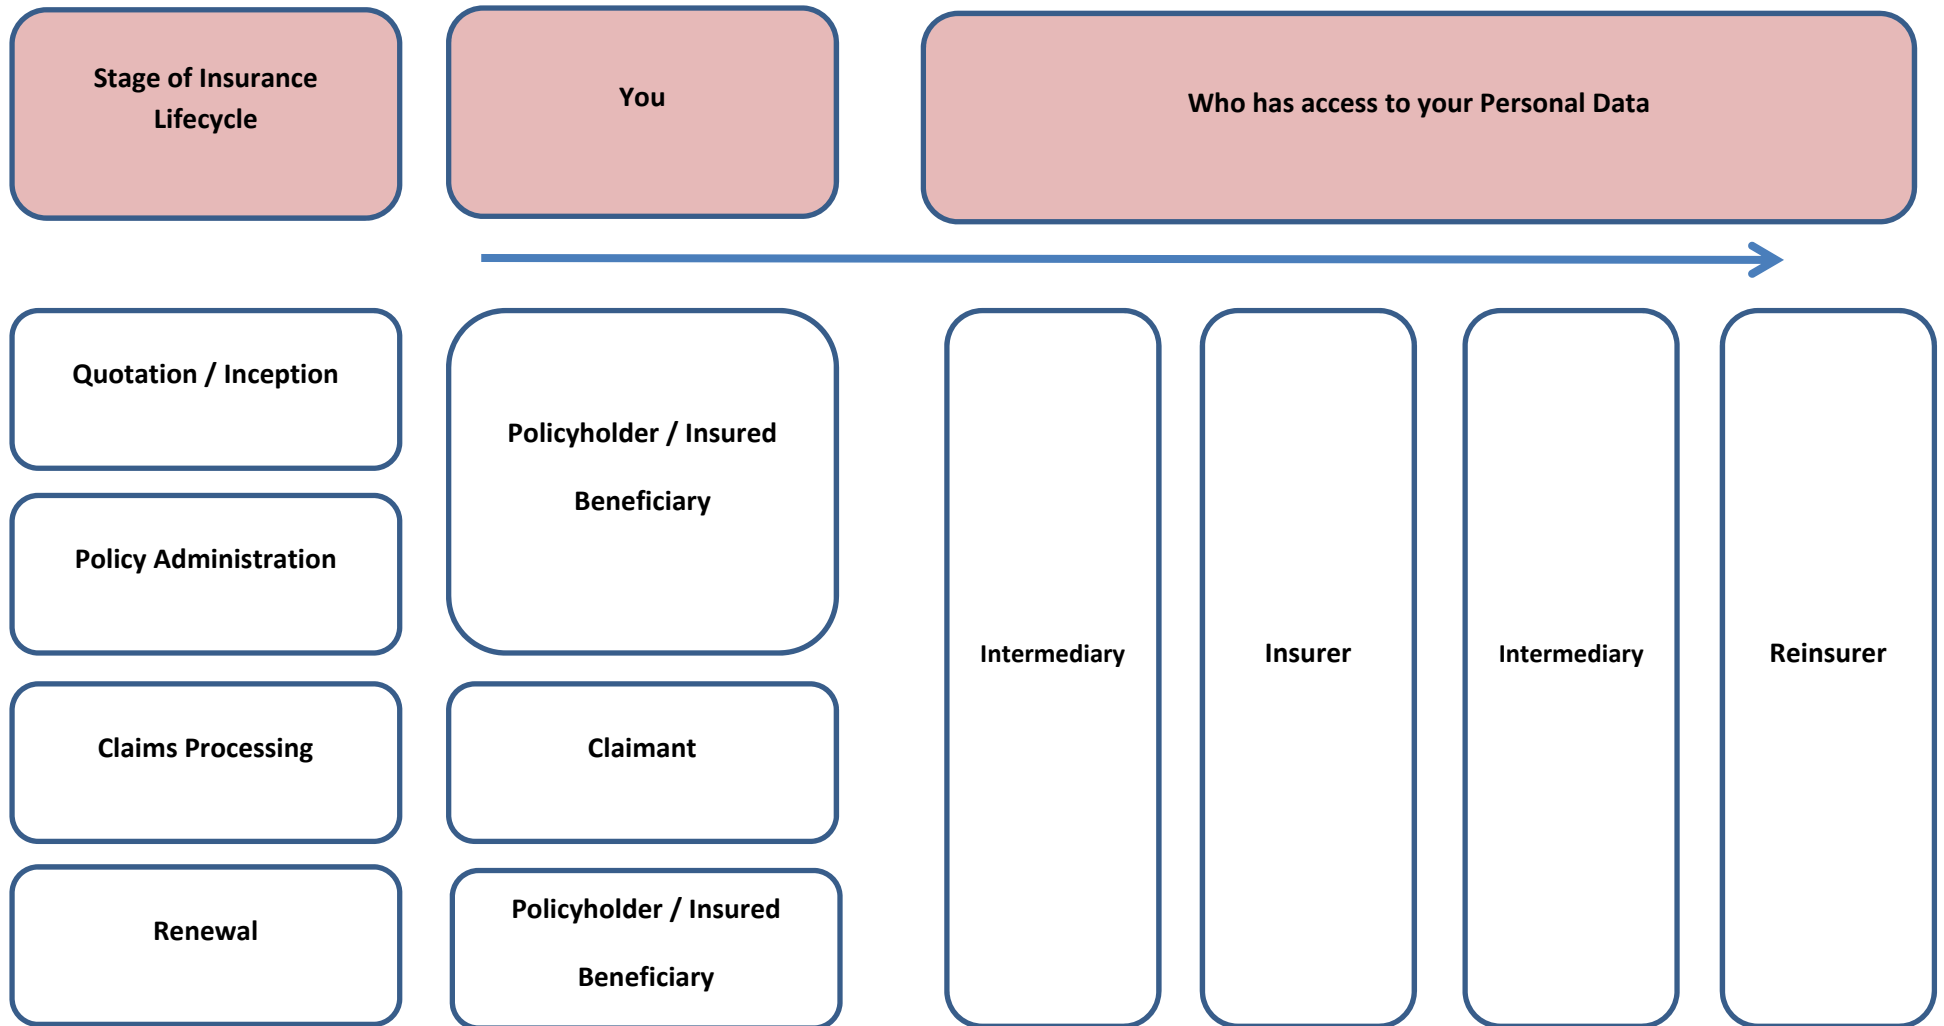 Stage of Insurance
Lifecycle
You
Who has access to your Personal Data
Quotation / Inception
Policy Administration
Claims Processing
Renewal
Policyholder / Insured
Beneficiary
Claimant
Policyholder / Insured
Beneficiary
Intermediary
Insurer
Intermediary
Reinsurer